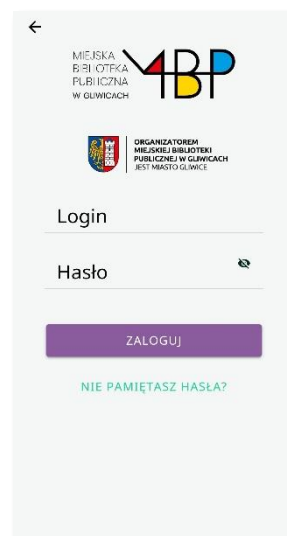 MIEJSKA
BIBLIOTEKA
PUBLICZNA
W GLIWICACH
MBP
ORGANIZATOREM
MIEJSKIEJ BIBLIOTEKI
PUBLICZNEJ W GLIWICACH
JEST MIASTO GLIWICE
Login
Hasło
ZALOGUJ
NIE PAMIĘTASZ HASŁA?